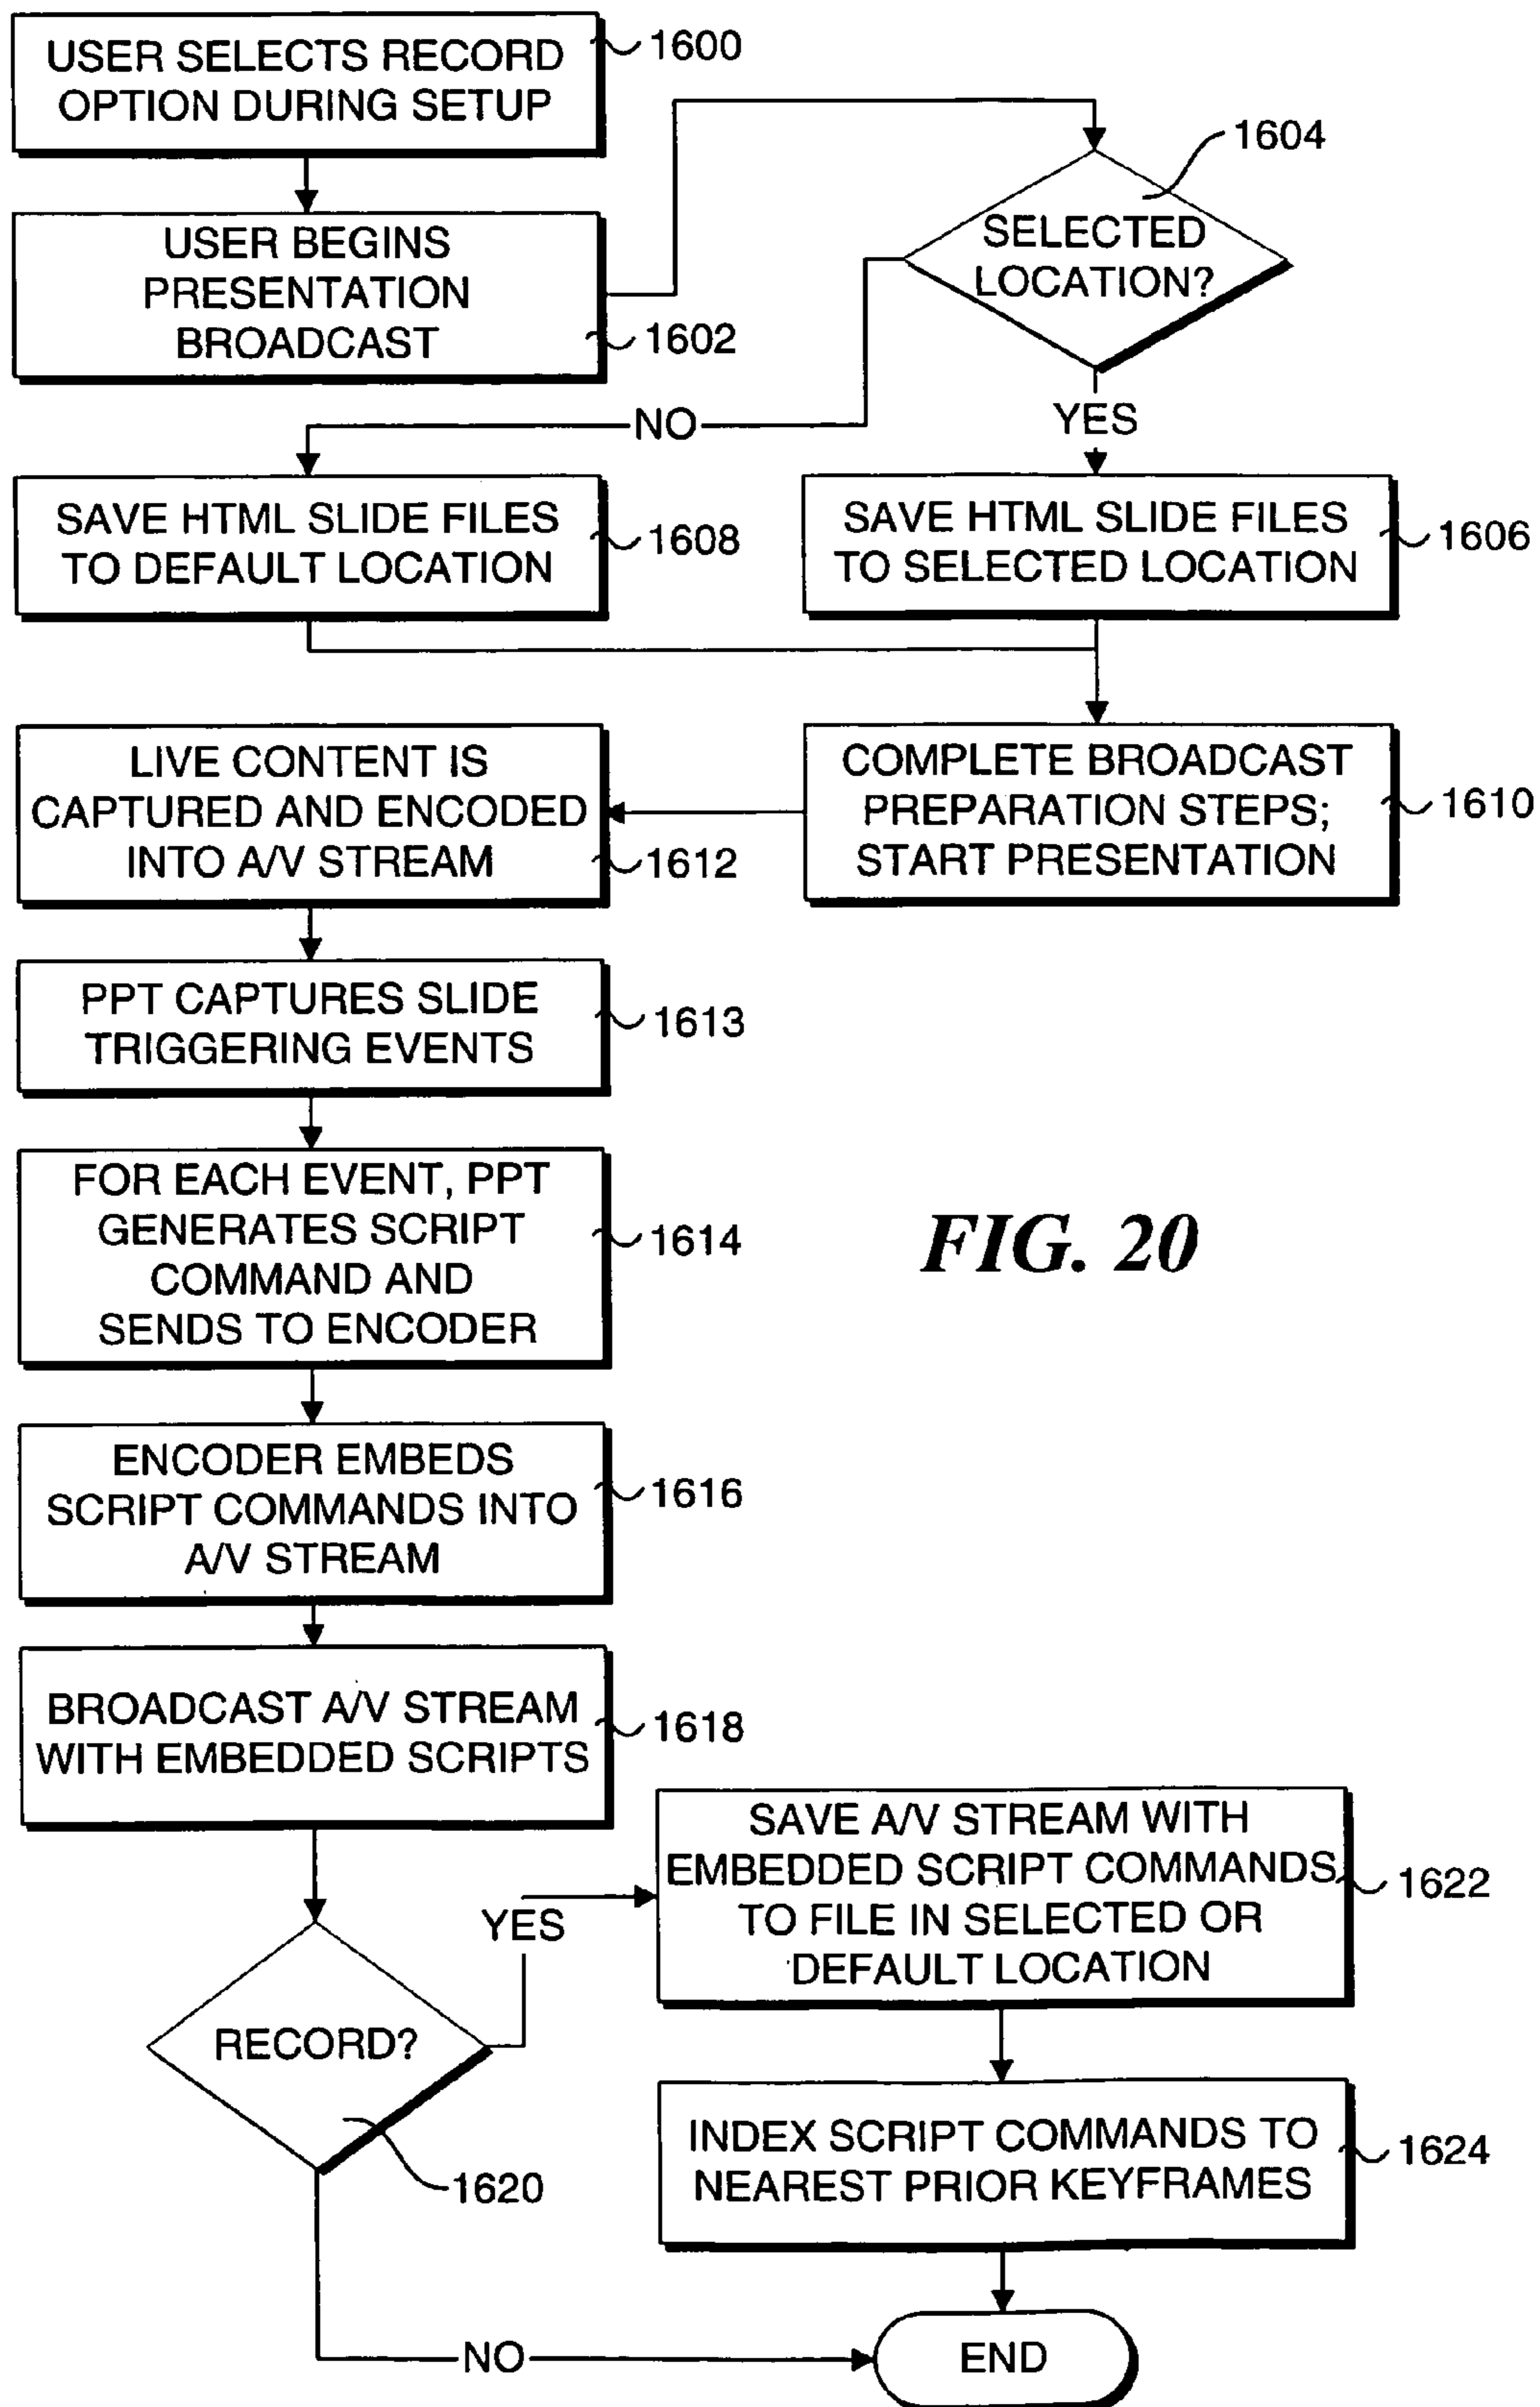 USER SELECTS RECORD
OPTION DURING SETUP
1600
USER BEGINS
PRESENTATION
BROADCAST
1602
1604
SELECTED
LOCATION?
NO
YES
SAVE HTML SLIDE FILES
TO DEFAULT LOCATION
1608
SAVE HTML SLIDE FILES
TO SELECTED LOCATION
1606
COMPLETE BROADCAST
PREPARATION STEPS;
START PRESENTATION
1610
LIVE CONTENT IS
CAPTURED AND ENCODED
INTO A/V STREAM
1612
PPT CAPTURES SLIDE
TRIGGERING EVENTS
1613
FOR EACH EVENT, PPT
GENERATES SCRIPT
COMMAND AND
SENDS TO ENCODER
1614
FIG. 20
ENCODER EMBEDS
SCRIPT COMMANDS INTO
A/V STREAM
1616
BROADCAST A/V STREAM
WITH EMBEDDED SCRIPTS
1618
RECORD?
1620
YES
SAVE A/V STREAM WITH
EMBEDDED SCRIPT COMMANDS
TO FILE IN SELECTED OR
DEFAULT LOCATION
1622
INDEX SCRIPT COMMANDS TO
NEAREST PRIOR KEYFRAMES
1624
NO
END